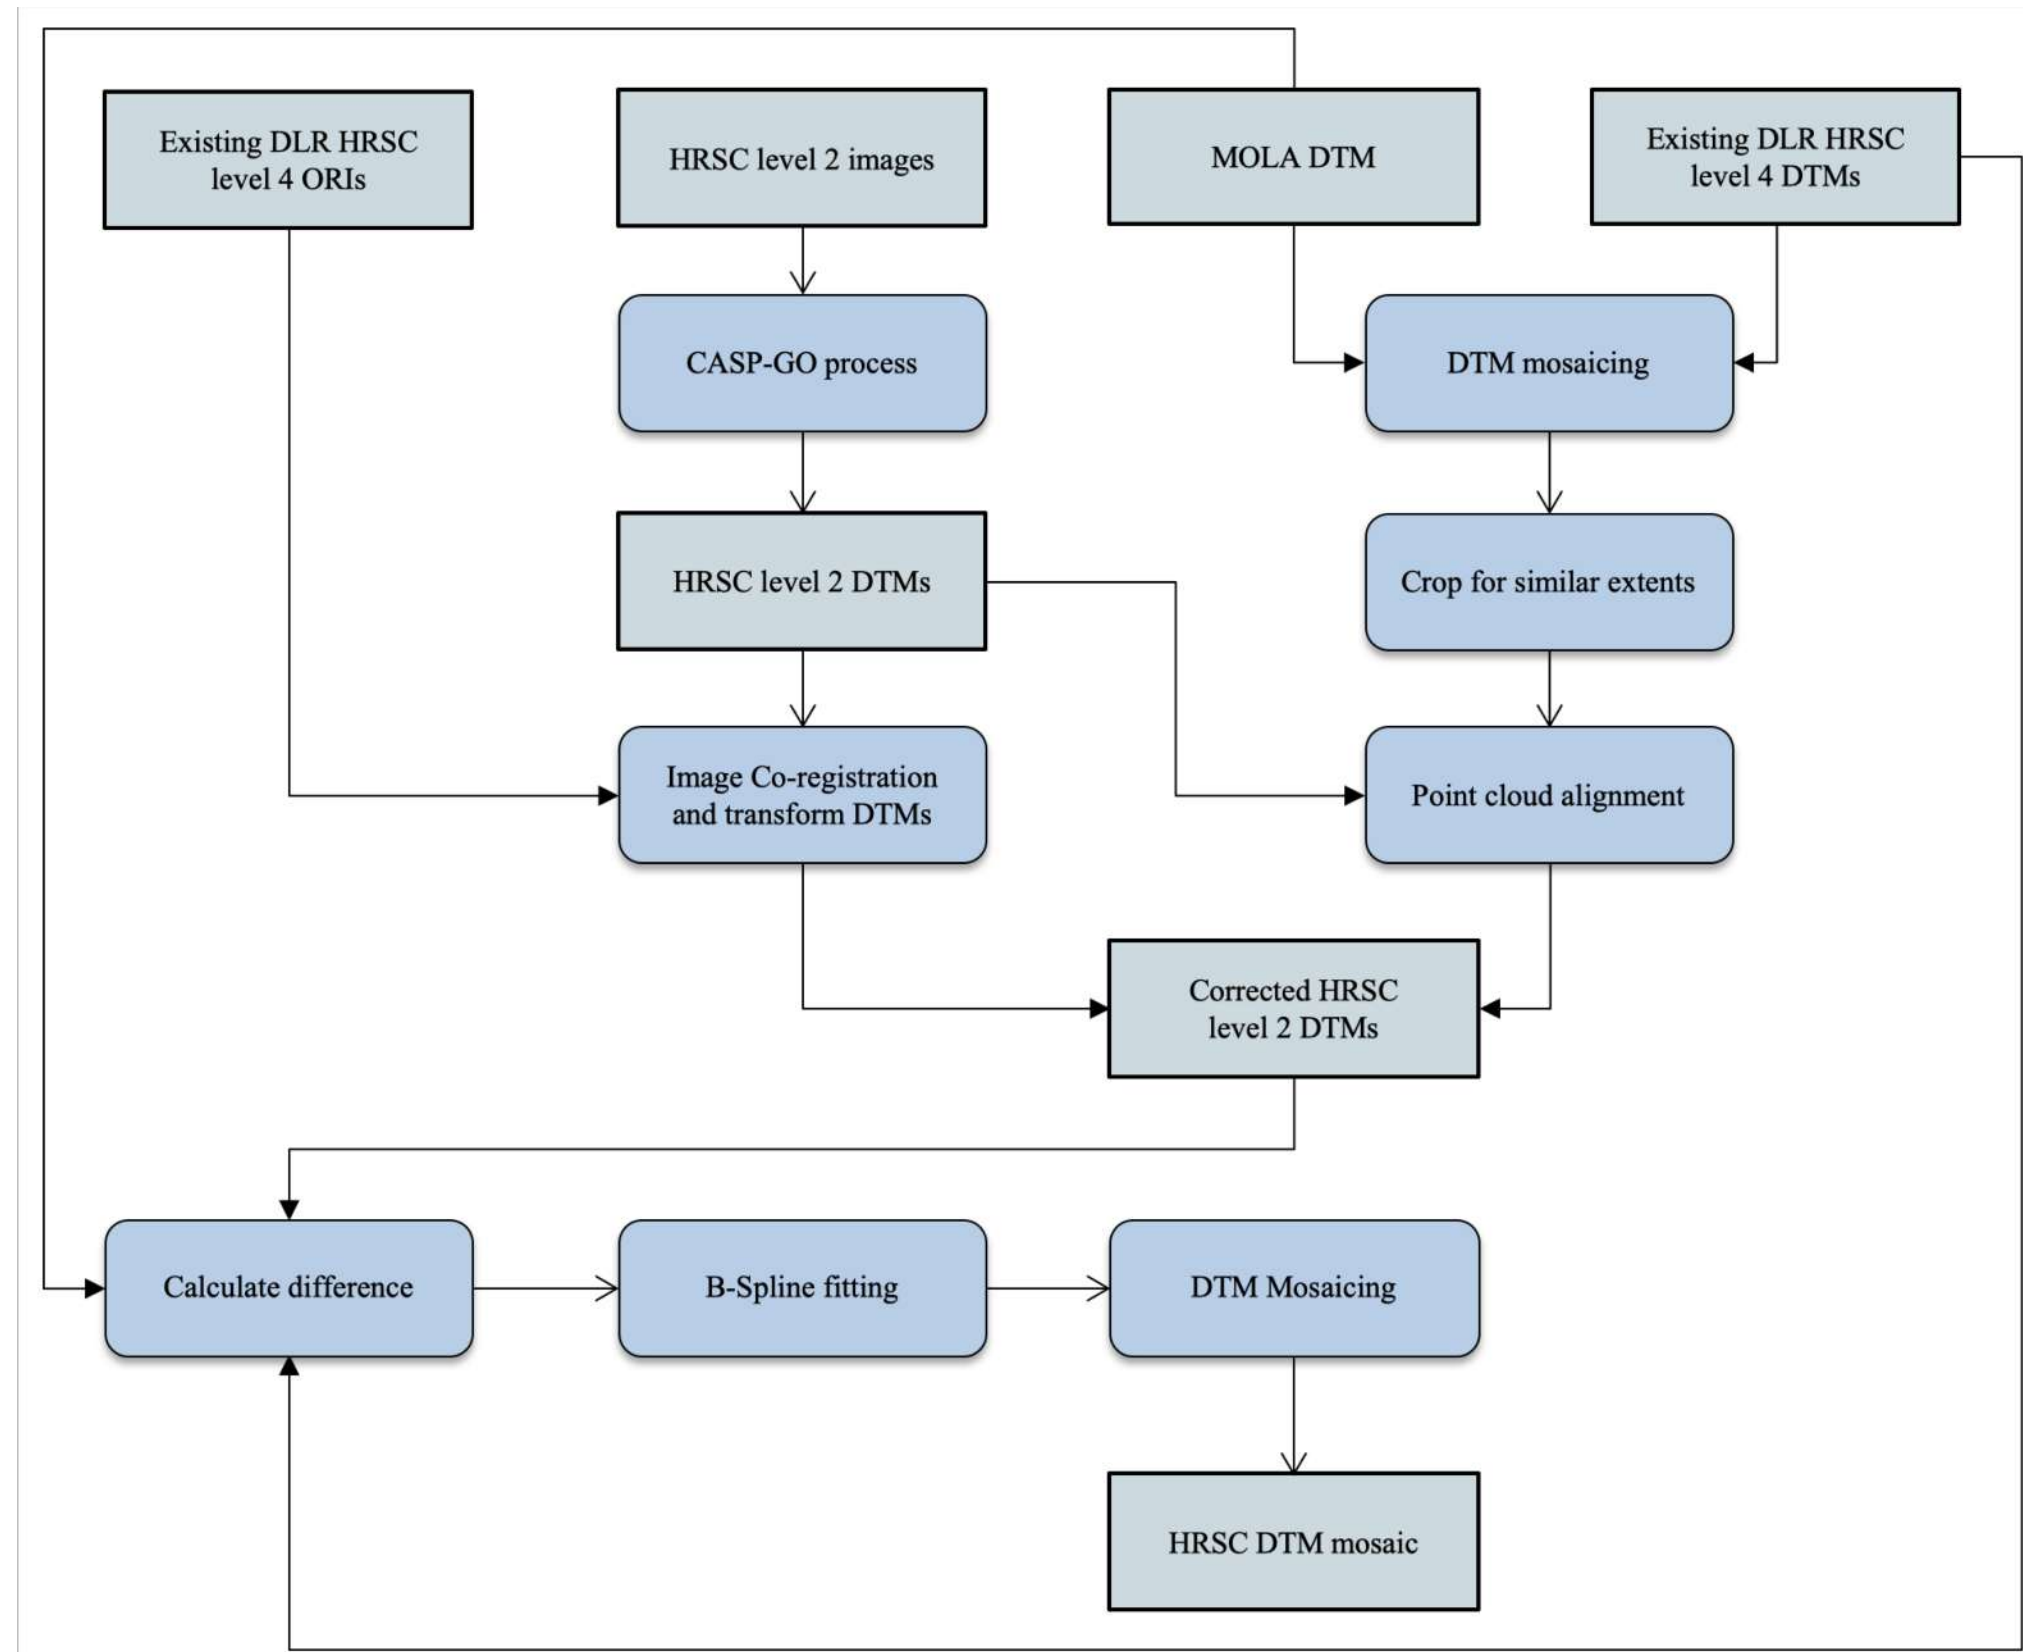 Existing DLR HRSC
level 4 ORIs
HRSC level 2 images
MOLA DTM
Existing DLR HRSC
level 4 DTMs
CASP-GO process
DTM mosaicing
HRSC level 2 DTMs
Crop for similar extents
Image Co-registration
and transform DTMs
Point cloud alignment
Corrected HRSC
level 2 DTMs
Calculate difference
B-Spline fitting
DTM Mosaicing
HRSC DTM mosaic